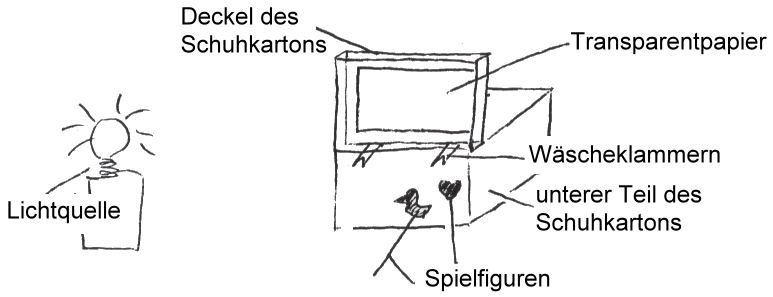 Deckel des
Schuhkartons
Transparentpapier
Wäscheklammern
Lichtquelle
unterer Teil des
Schuhkartons
Spielfiguren